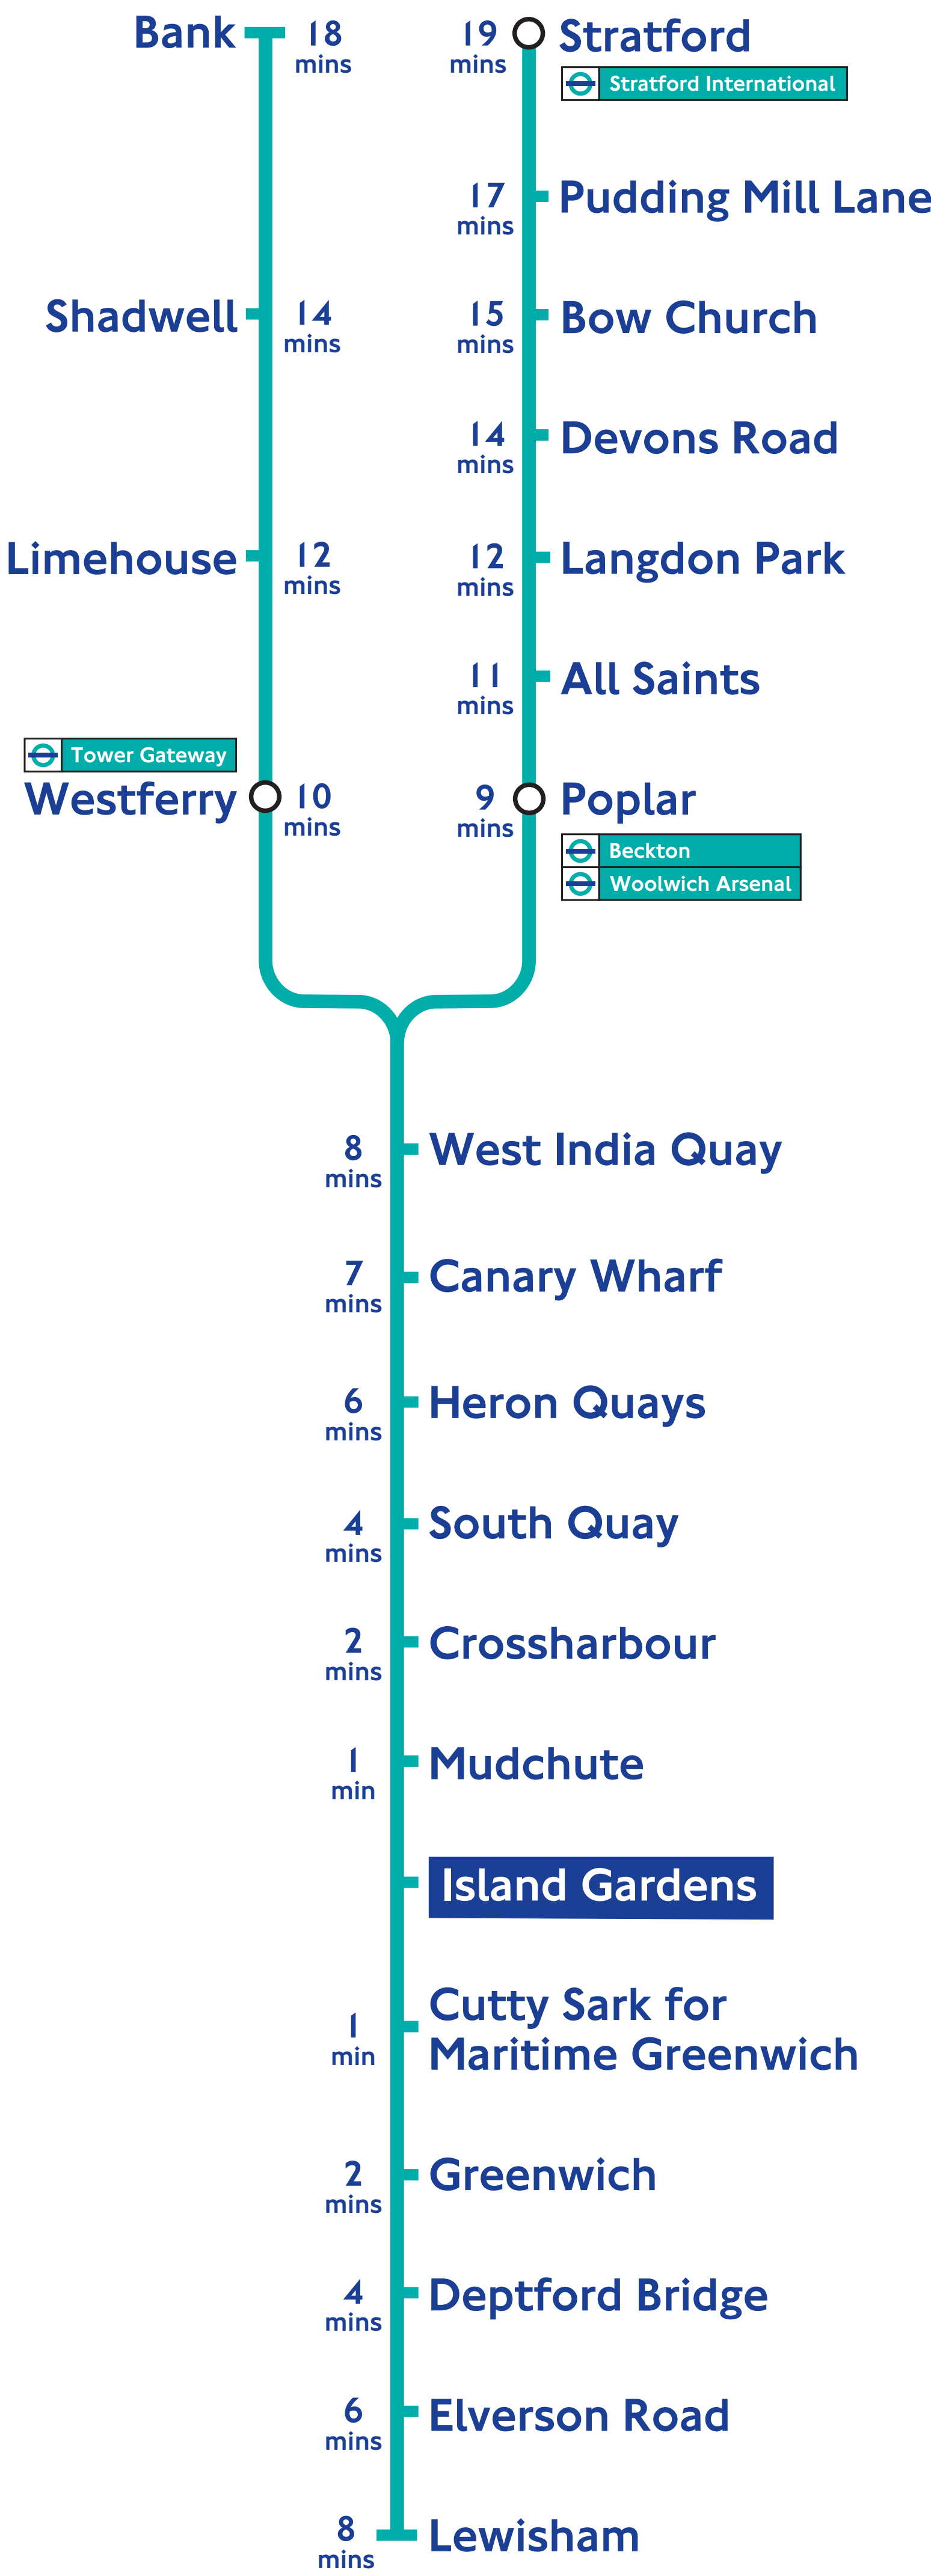 Bank
18
mins
Shadwell
14
mins
Limehouse
12
mins
Tower Gateway
Westferry
10
mins
19
mins
Stratford
Stratford International
17
mins
Pudding Mill Lane
15
mins
Bow Church
14
mins
Devons Road
12
mins
Langdon Park
11
mins
All Saints
9
mins
Poplar
Beckton
Woolwich Arsenal
8
mins
West India Quay
7
mins
Canary Wharf
6
mins
Heron Quays
4
mins
South Quay
2
mins
Crossharbour
1
min
Mudchute
Island Gardens
1
min
Cutty Sark for
Maritime Greenwich
2
mins
Greenwich
4
mins
Deptford Bridge
6
mins
Elverson Road
8
mins
Lewisham